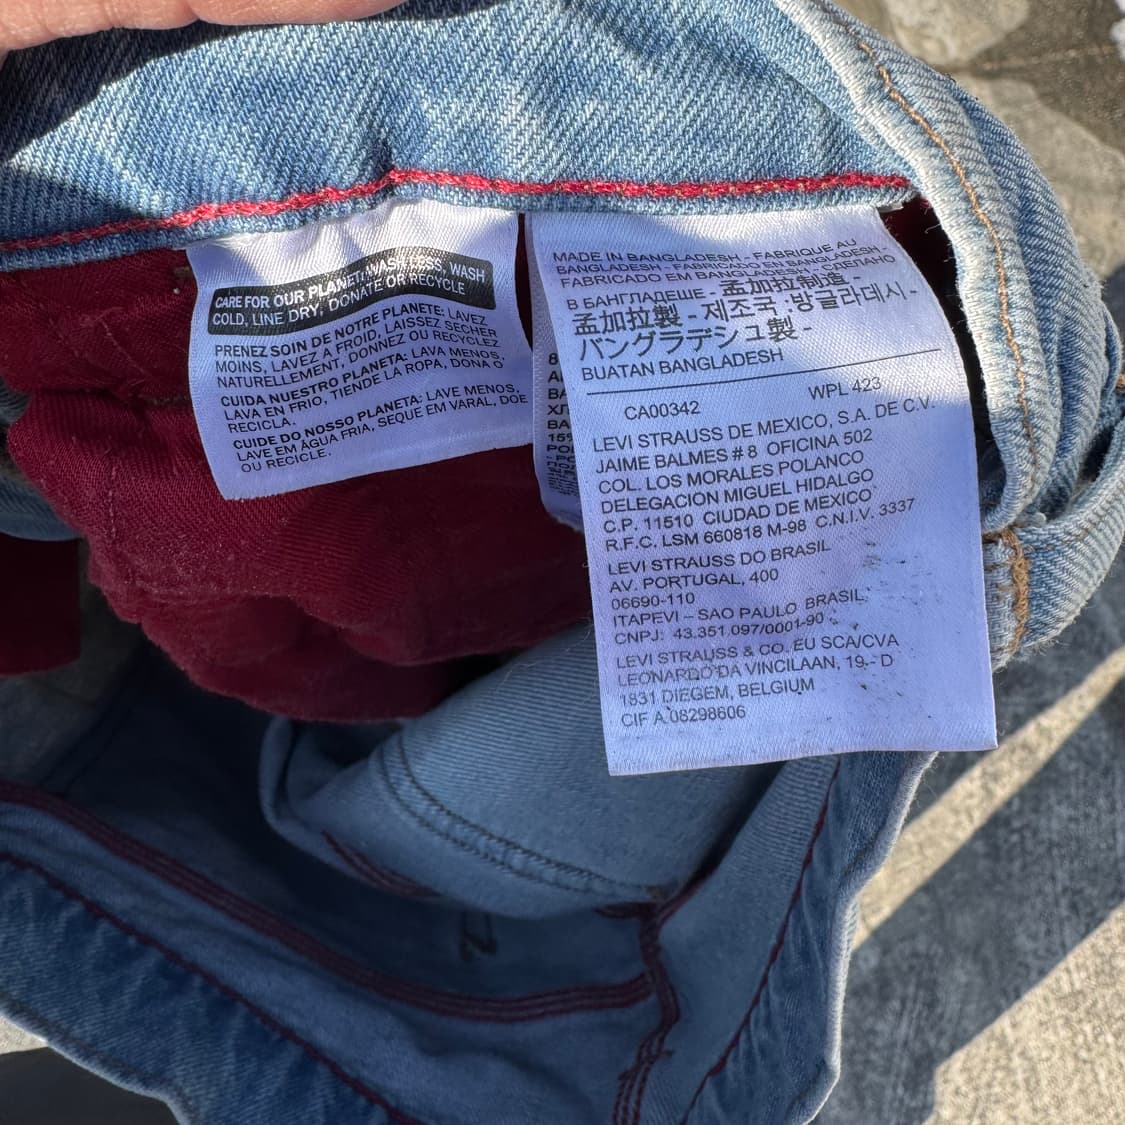 CARE FOR OUR PLANET: WASH LESS, WASH
COLD, LINE DRY, DONATE OR RECYCLE
PRENEZ SOIN DE NOTRE PLANETE: LAVEZ
MOINS, LAVEZ A FROID, LAISSEZ SECHER
NATURELLEMENT, DONNEZ OU RECYCLEZ
CUIDA NUESTRO PLANETA: LAVA MENOS,
LAVA EN FRIO, TIENDE LA ROPA, DONA O
RECICLA.
CUIDE DO NOSSO PLANETA: LAVE MENOS,
LAVE EM ÁGUA FRIA, SEQUE EM VARAL, DOE
OU RECICLE.
15%
MADE IN BANGLADESH - FABRIQUE AU
BANGLADESH - FABRICADO EN BANGLADESH -
FABRICADO EM BANGLADESH - СДЕЛАНО
В БАНГЛАДЕШЕ - 孟加拉制造 -
孟加拉製 - 제조국 :방글라데시 -
バングラデシュ製 -
BUATAN BANGLADESH
CA00342 WPL 423
LEVI STRAUSS DE MEXICO, S.A. DE C.V.
JAIME BALMES # 8 OFICINA 502
COL. LOS MORALES POLANCO
DELEGACION MIGUEL HIDALGO
C.P. 11510 CIUDAD DE MEXICO
R.F.C. LSM 660818 M-98 C.N.I.V. 3337
LEVI STRAUSS DO BRASIL
AV. PORTUGAL, 400
06690-110
ITAPEVI – SAO PAULO BRASIL
CNPJ: 43.351.097/0001-90
LEVI STRAUSS & CO. EU SCA/CVA
LEONARDO DA VINCILAAN, 19 - D
1831 DIEGEM, BELGIUM
CIF A 08298606